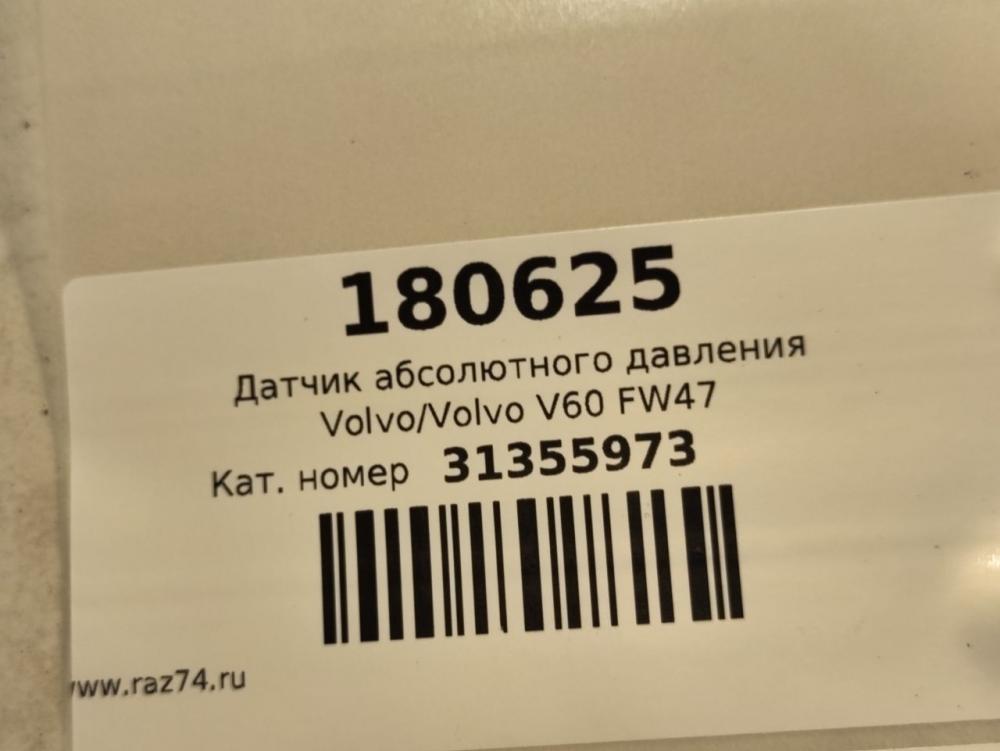 180625
Датчик абсолютного давления
Volvo/Volvo V60 FW47
Кат. номер 31355973
www.raz74.ru